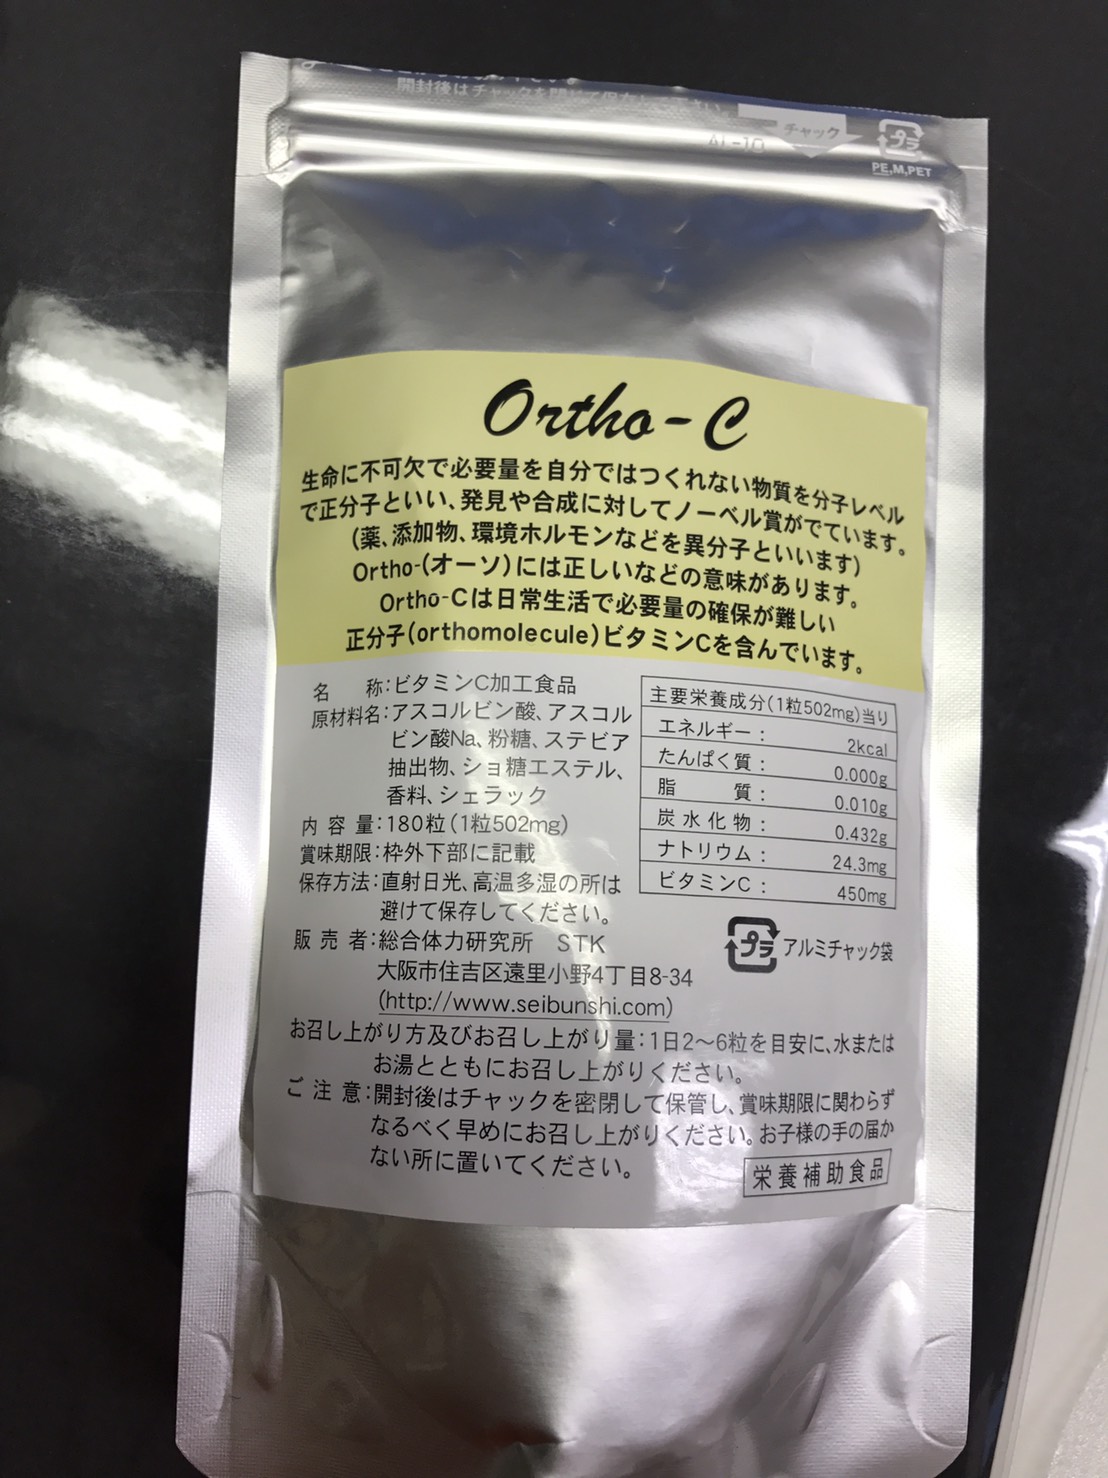 開封後はチャックを閉じて保存して下さい。
AL-10
チャック
プラ
PE,M,PET
Ortho-C
生命に不可欠で必要量を自分ではつくれない物質を分子レベル
で正分子といい、発見や合成に対してノーベル賞がでています。
(薬、添加物、環境ホルモンなどを異分子といいます)
Ortho-(オーソ)には正しいなどの意味があります。
Ortho-Cは日常生活で必要量の確保が難しい
正分子(orthomolecule)ビタミンCを含んでいます。
名 称:ビタミンC加工食品
原材料名:アスコルビン酸、アスコル
ビン酸Na、粉糖、ステビア
抽出物、ショ糖エステル、
香料、シェラック
内容量:180粒(1粒502mg)
賞味期限:枠外下部に記載
保存方法:直射日光、高温多湿の所は
避けて保存してください。
販売者:総合体力研究所 STK
大阪市住吉区遠里小野4丁目8-34
(http://www.seibunshi.com)
主要栄養成分(1粒502mg)当り
エネルギー: 2kcal
たんぱく質: 0.000g
脂 質: 0.010g
炭水化物: 0.432g
ナトリウム: 24.3mg
ビタミンC: 450mg
プラ アルミチャック袋
お召し上がり方及びお召し上がり量:1日2〜6粒を目安に、水または
お湯とともにお召し上がりください。
ご注意:開封後はチャックを密閉して保管し、賞味期限に関わらず
なるべく早めにお召し上がりください。お子様の手の届か
ない所に置いてください。
栄養補助食品